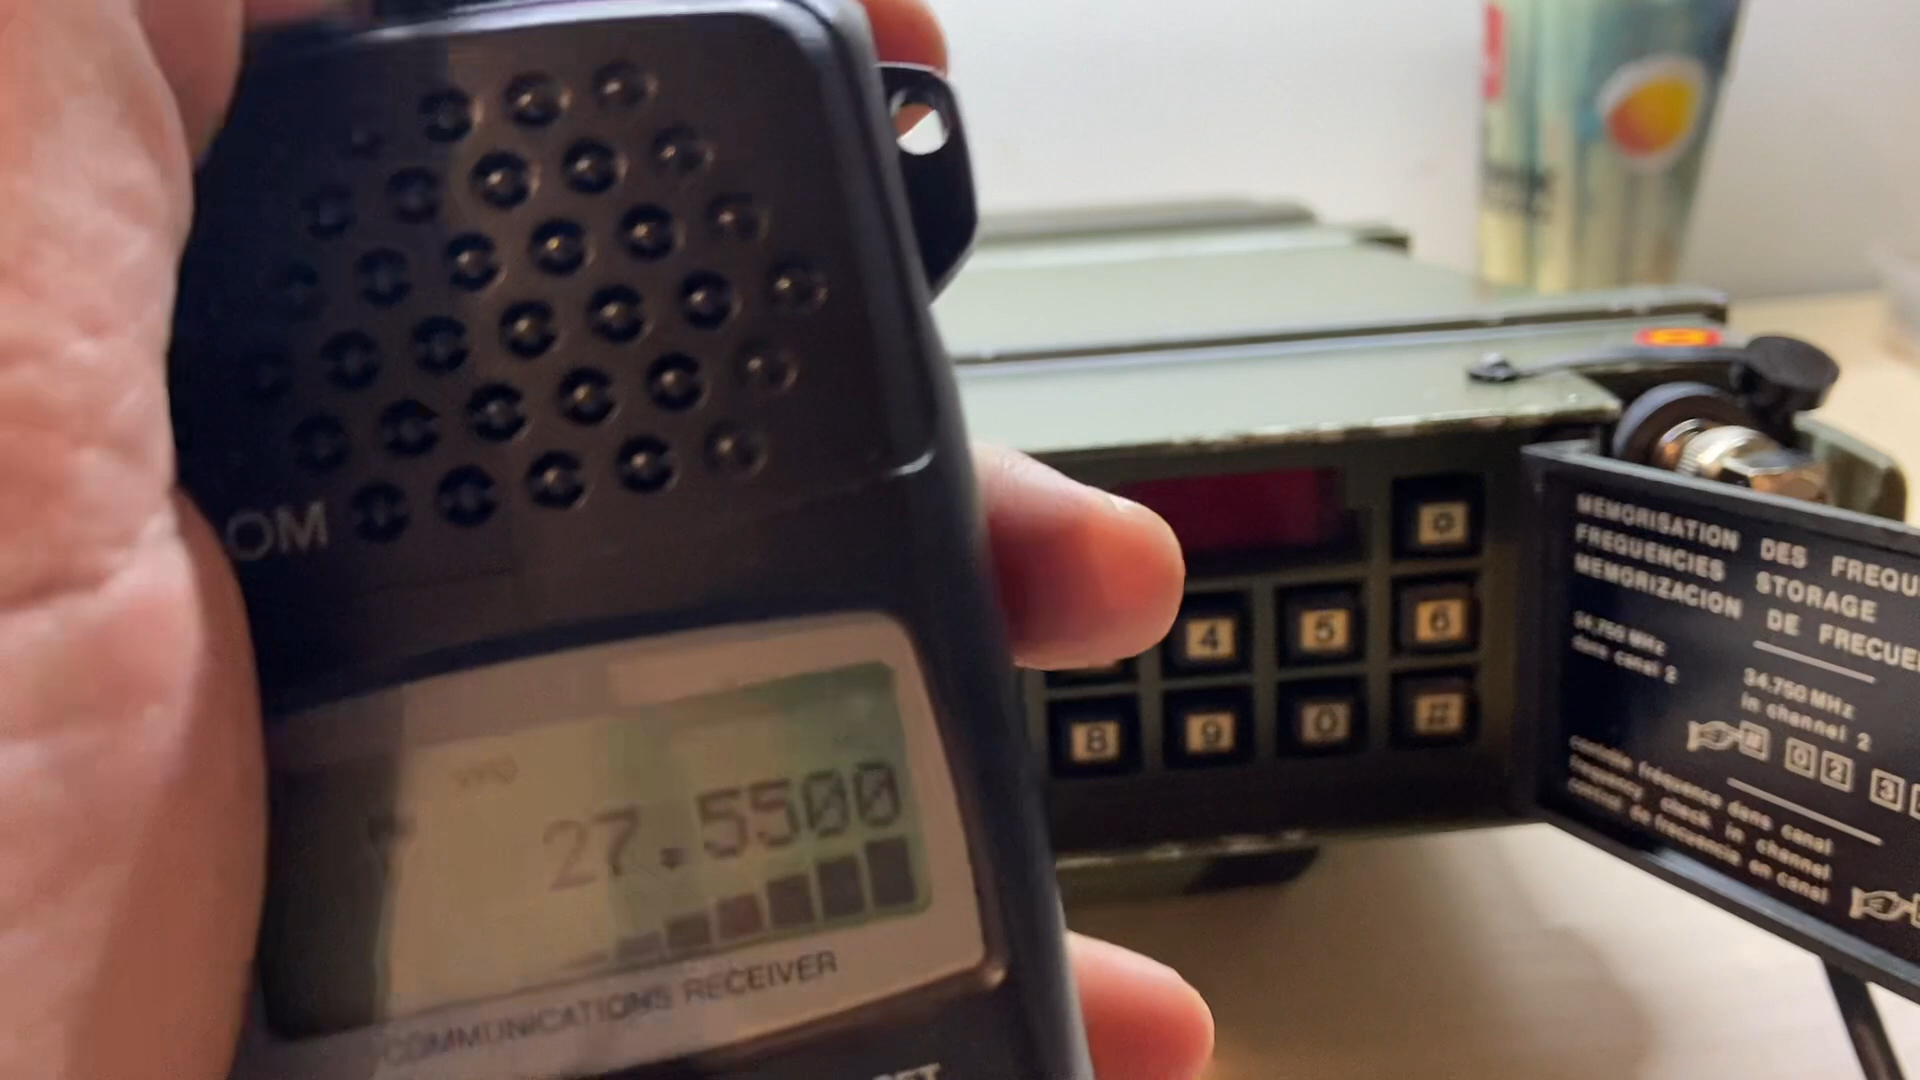 OM
27.5500
COMMUNICATIONS RECEIVER
4 5 6
8 9 0 #
MEMORISATION DES FREQU
FREQUENCIES STORAGE
MEMORIZACION DE FRECUE
34.750 MHz
dans canal 2
34.750 MHz
in channel 2
# 0 2 3
contrôle fréquence dans canal
frequency check in channel
control de frecuencia en canal